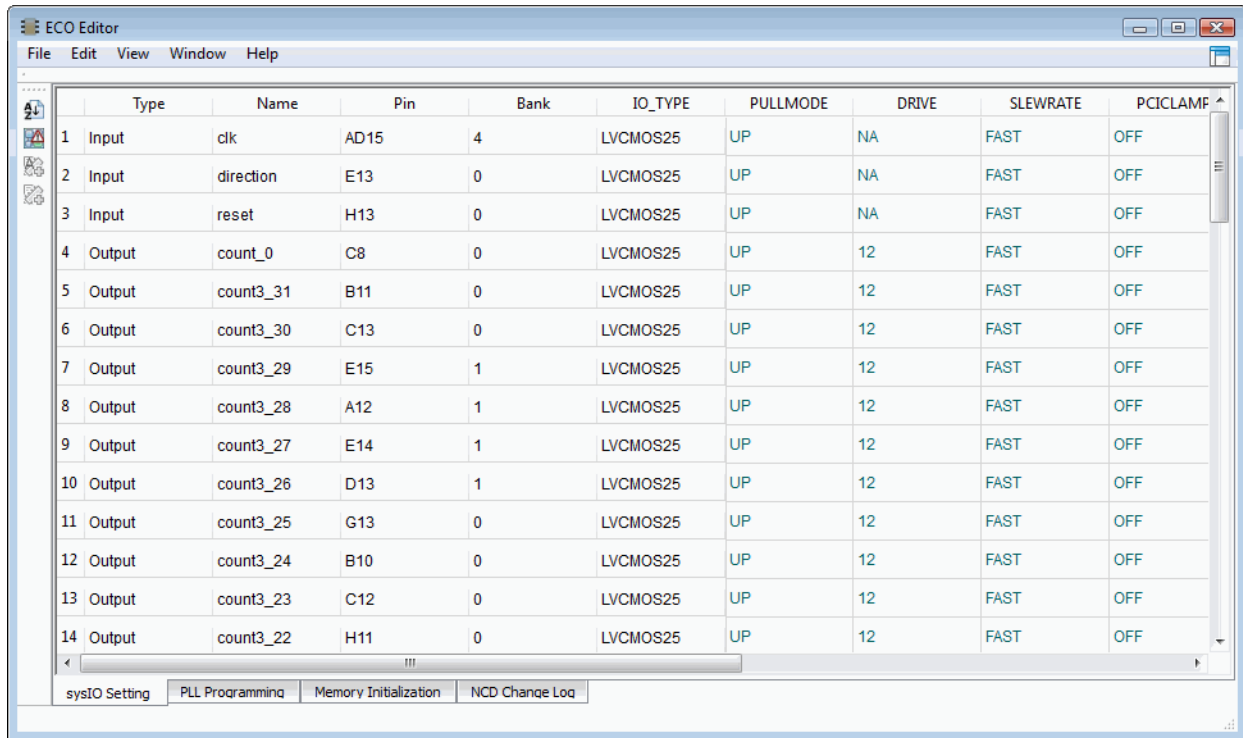 ECO Editor
File Edit View Window Help
Type Name Pin Bank IO_TYPE PULLMODE DRIVE SLEWRATE PCICLAMP
1 Input clk AD15 4 LVCMOS25 UP NA FAST OFF
2 Input direction E13 0 LVCMOS25 UP NA FAST OFF
3 Input reset H13 0 LVCMOS25 UP NA FAST OFF
4 Output count_0 C8 0 LVCMOS25 UP 12 FAST OFF
5 Output count3_31 B11 0 LVCMOS25 UP 12 FAST OFF
6 Output count3_30 C13 0 LVCMOS25 UP 12 FAST OFF
7 Output count3_29 E15 1 LVCMOS25 UP 12 FAST OFF
8 Output count3_28 A12 1 LVCMOS25 UP 12 FAST OFF
9 Output count3_27 E14 1 LVCMOS25 UP 12 FAST OFF
10 Output count3_26 D13 1 LVCMOS25 UP 12 FAST OFF
11 Output count3_25 G13 0 LVCMOS25 UP 12 FAST OFF
12 Output count3_24 B10 0 LVCMOS25 UP 12 FAST OFF
13 Output count3_23 C12 0 LVCMOS25 UP 12 FAST OFF
14 Output count3_22 H11 0 LVCMOS25 UP 12 FAST OFF
sysIO Setting PLL Programming Memory Initialization NCD Change Log